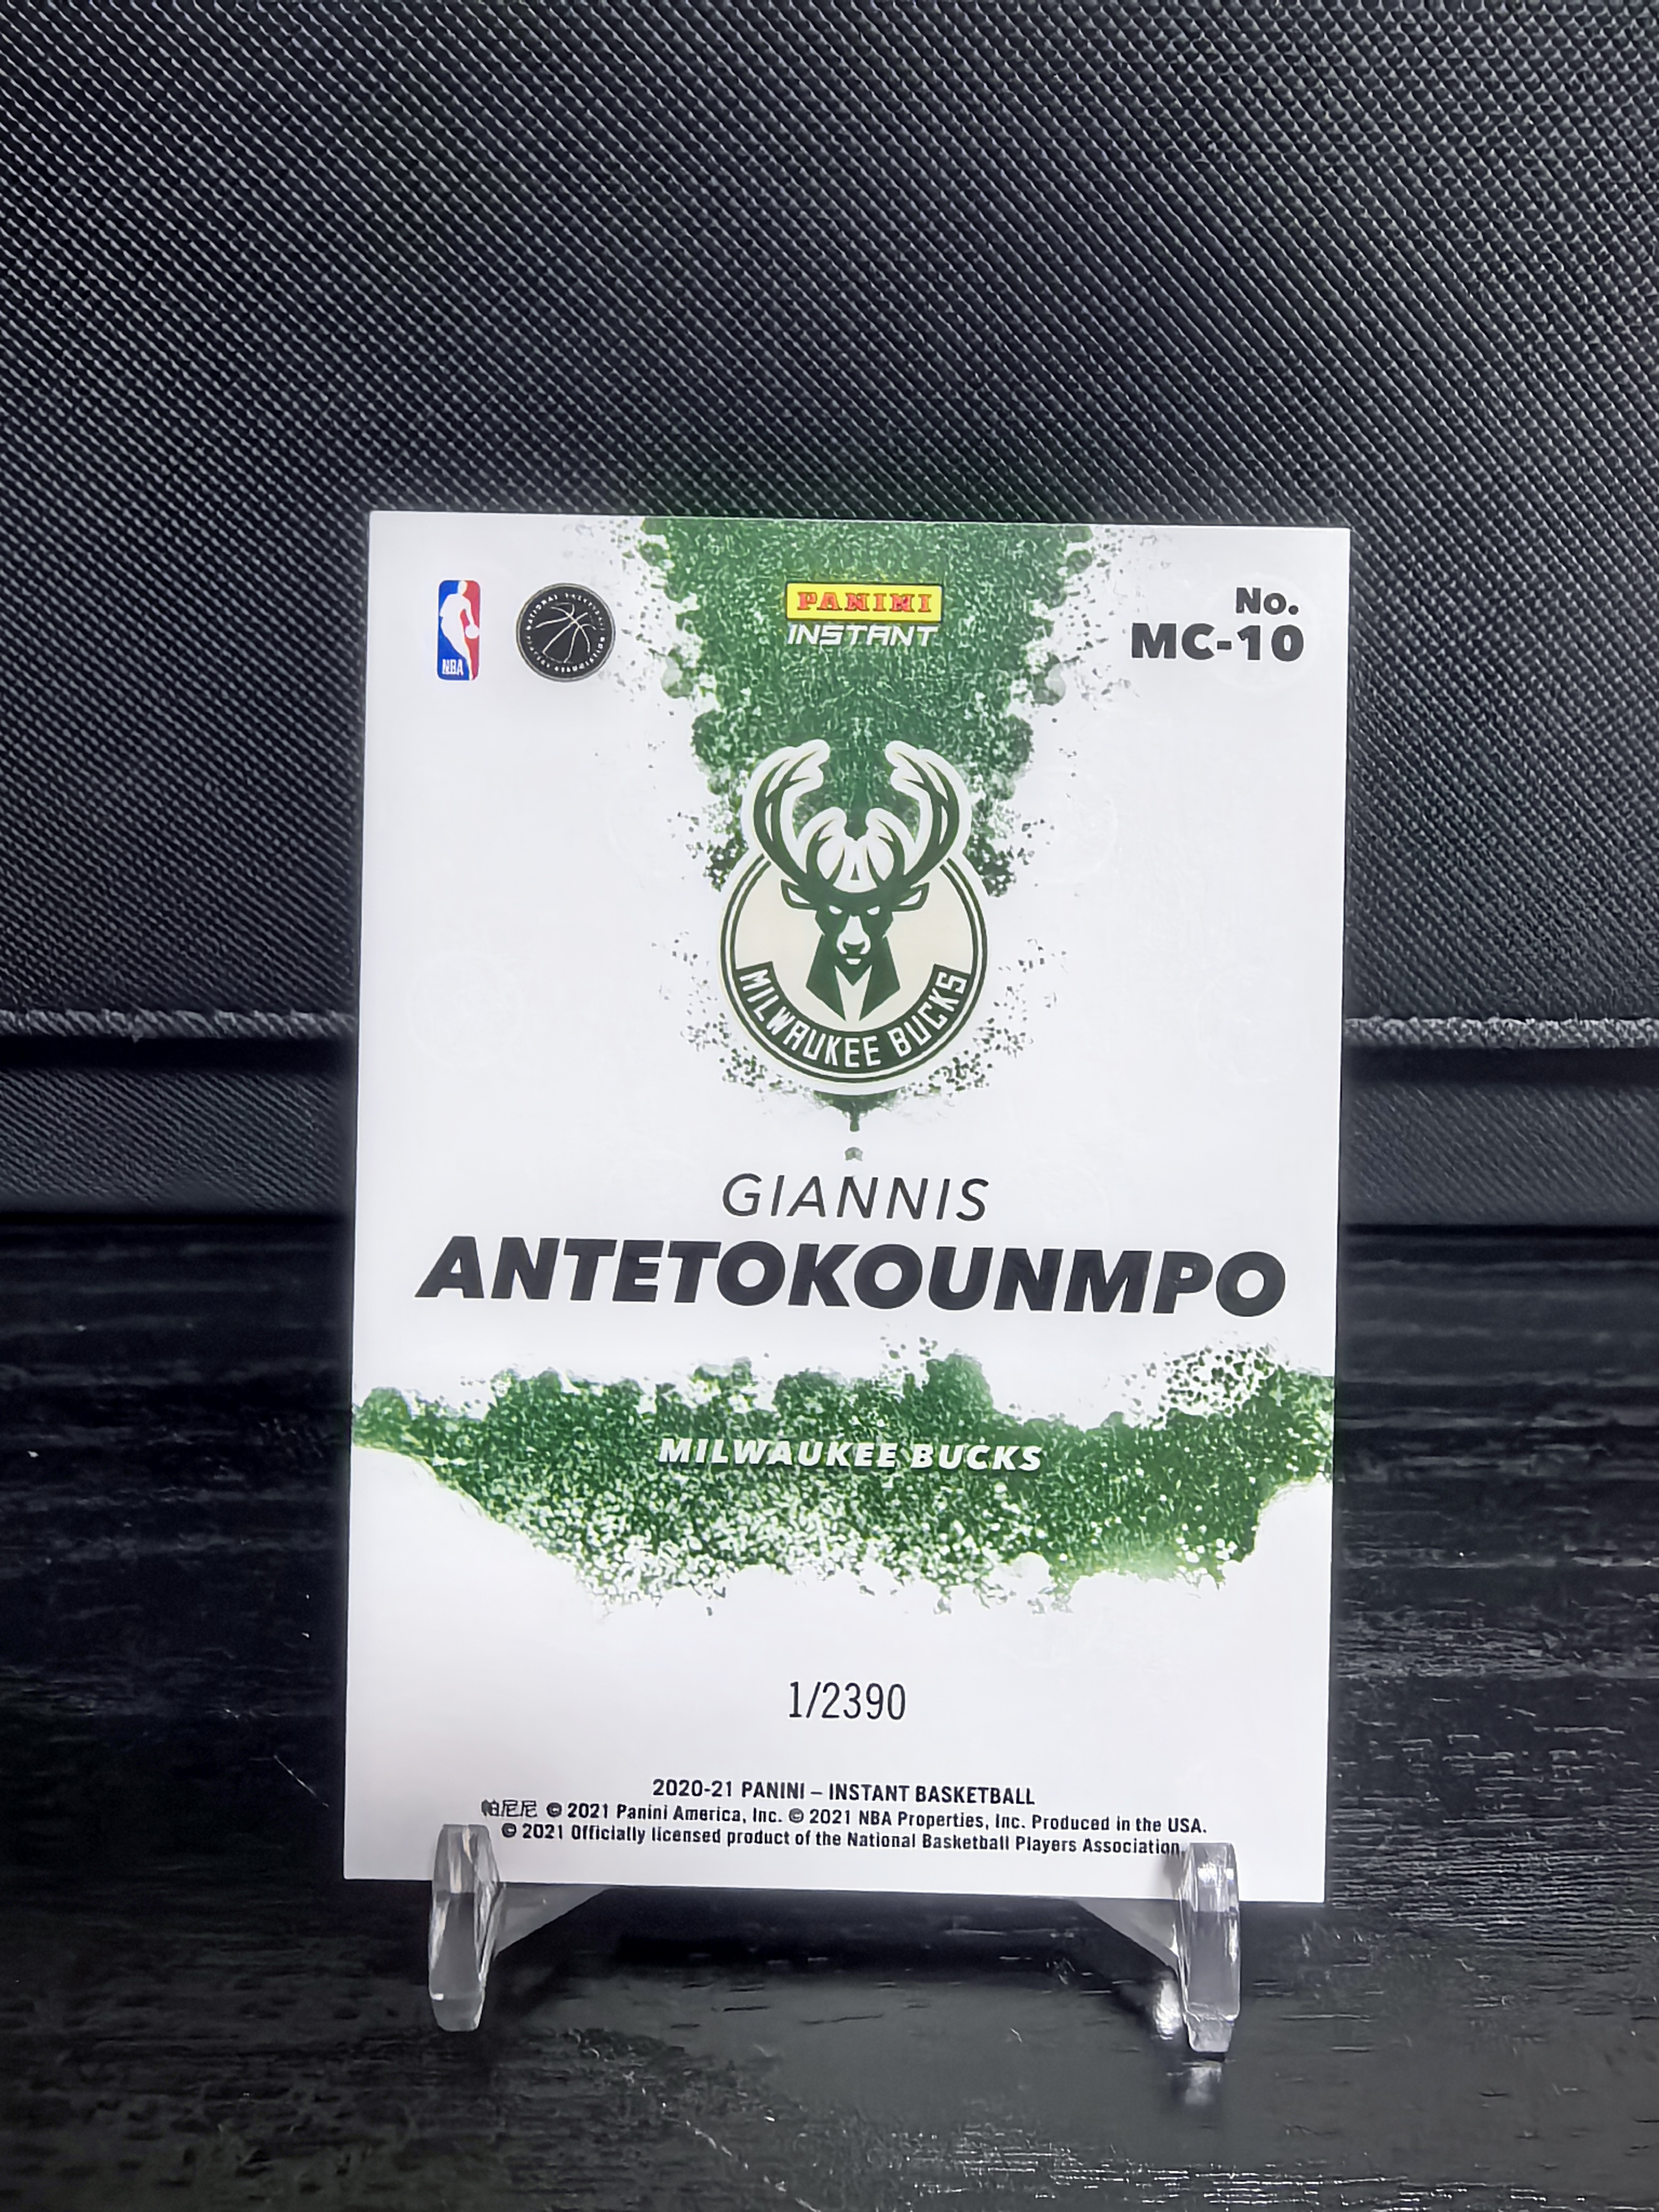 NBA
PANINI
INSTANT
No.
MC-10
MILWAUKEE BUCKS
GIANNIS
ANTETOKOUNMPO
MILWAUKEE BUCKS
1/2390
2020-21 PANINI – INSTANT BASKETBALL
帕尼尼 © 2021 Panini America, Inc. © 2021 NBA Properties, Inc. Produced in the USA.
© 2021 Officially licensed product of the National Basketball Players Association.